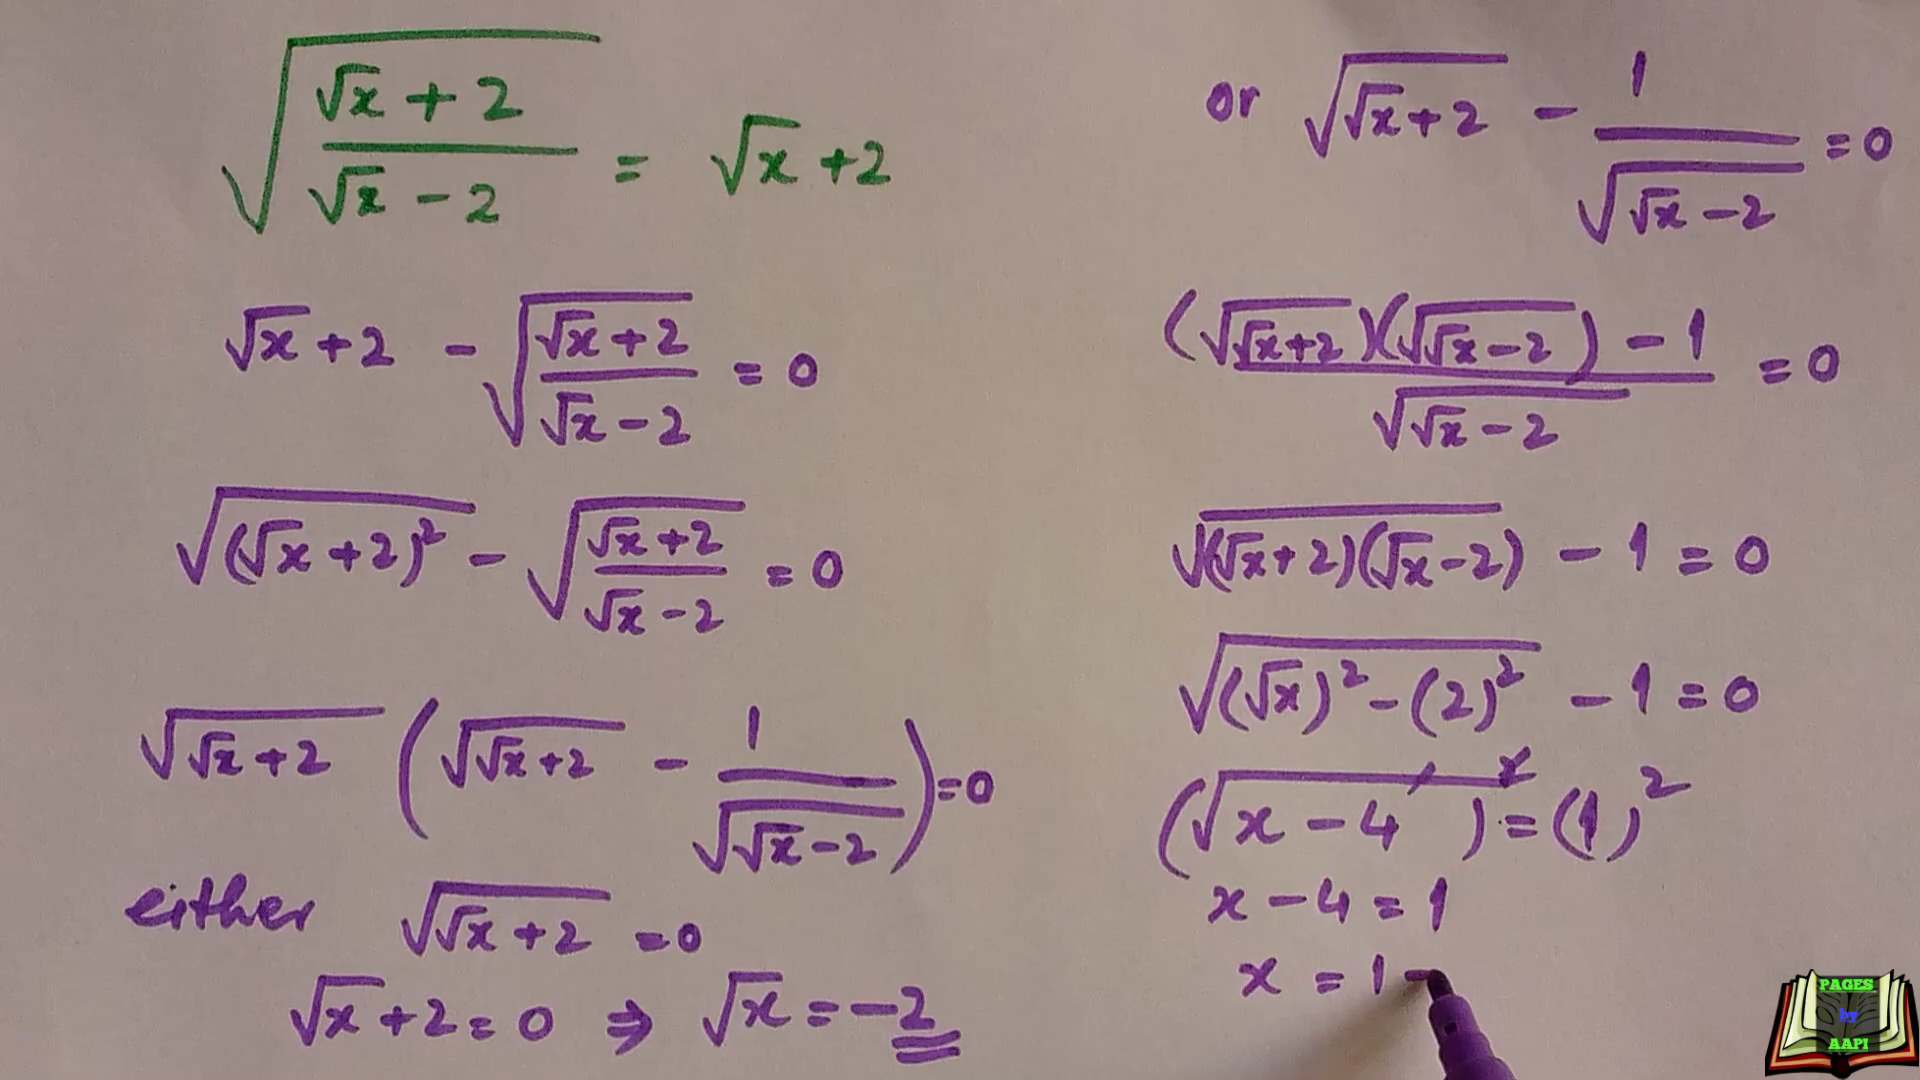 √((√x + 2)/(√x - 2)) = √x + 2
√x + 2 - √((√x + 2)/(√x - 2)) = 0
√((√x + 2)²) - √((√x + 2)/(√x - 2)) = 0
√(√x + 2) (√(√x + 2) - 1/√(√x - 2)) = 0
either √(√x + 2) = 0
√x + 2 = 0 ⇒ √x = -2
or √(√x + 2) - 1/√(√x - 2) = 0
((√(√x + 2))(√(√x - 2)) - 1)/√(√x - 2) = 0
√((√x + 2)(√x - 2)) - 1 = 0
√((√x)² - (2)²) - 1 = 0
(√(x - 4))² = (1)²
x - 4 = 1
x = 1 -
PAGES
by
AAPI